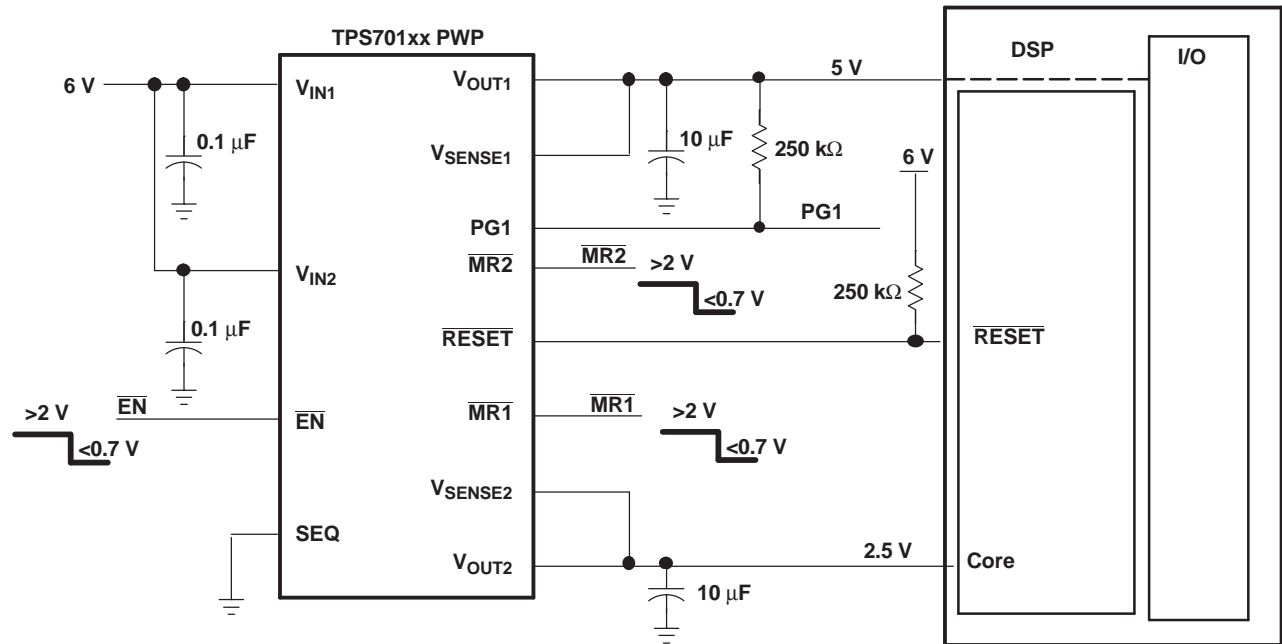 TPS701xx PWP
DSP
I/O
6 V
VIN1
VOUT1
5 V
0.1 μF
VSENSE1
10 μF
250 kΩ
6 V
PG1
PG1
MR2
MR2
>2 V
<0.7 V
VIN2
250 kΩ
0.1 μF
RESET
RESET
EN
>2 V
<0.7 V
EN
MR1
MR1
>2 V
<0.7 V
VSENSE2
SEQ
VOUT2
2.5 V
Core
10 μF